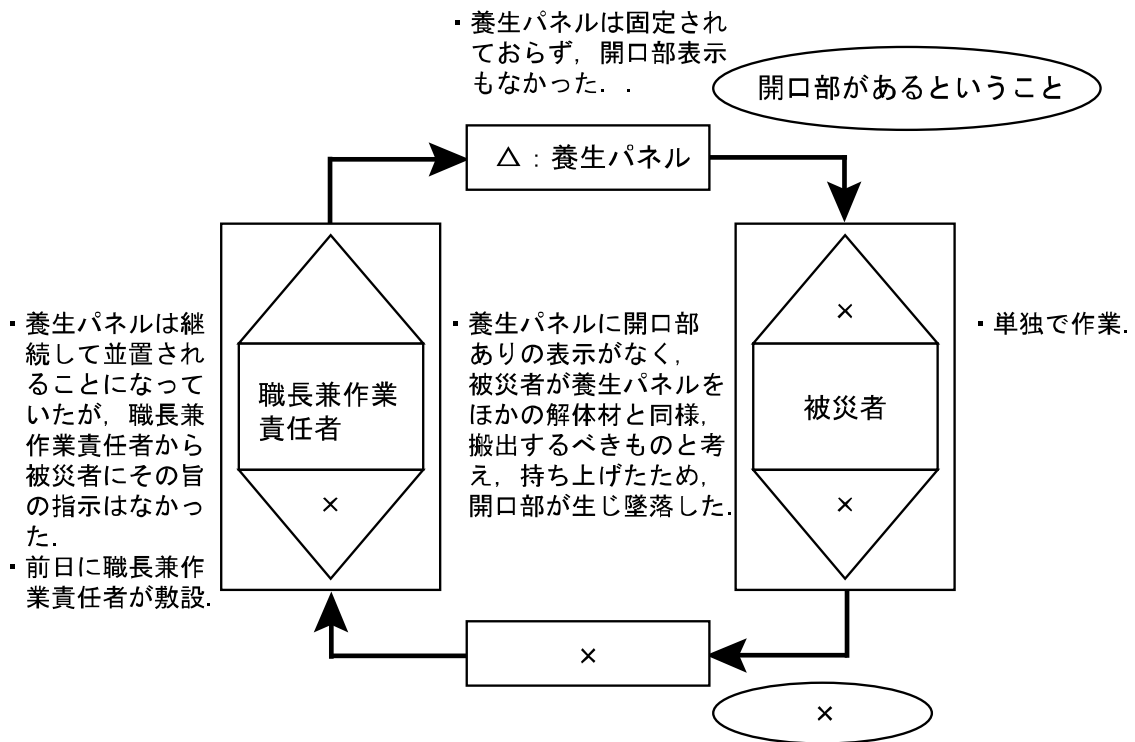 ・養生パネルは固定され
ておらず，開口部表示
もなかった．．
開口部があるということ
△：養生パネル
・養生パネルは継
続して並置され
ることになって
いたが，職長兼
作業責任者から
被災者にその旨
の指示はなかっ
た．
・前日に職長兼作
業責任者が敷設．
職長兼作業
責任者
×
・養生パネルに開口部
ありの表示がなく，
被災者が養生パネルを
ほかの解体材と同様，
搬出するべきものと考
え，持ち上げたため，
開口部が生じ墜落した．
×
被災者
×
・単独で作業．
×
×